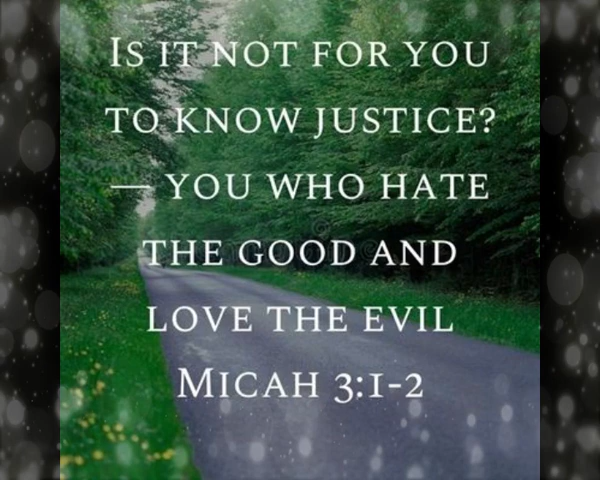 Is it not for you
to know justice?
— you who hate
the good and
love the evil
Micah 3:1-2